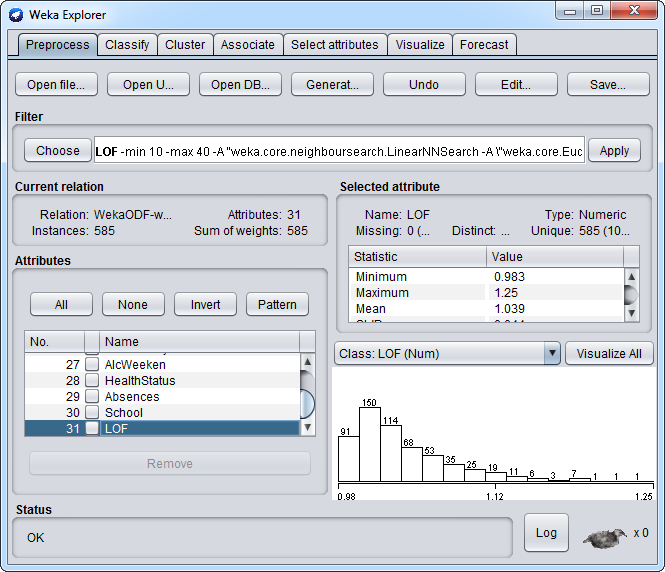 Weka Explorer
Preprocess Classify Cluster Associate Select attributes Visualize Forecast
Open file... Open U... Open DB... Generat... Undo Edit... Save...
Filter
Choose LOF -min 10 -max 40 -A "weka.core.neighboursearch.LinearNNSearch -A \"weka.core.Euc Apply
Current relation
Relation: WekaODF-w... Attributes: 31
Instances: 585 Sum of weights: 585
Selected attribute
Name: LOF Type: Numeric
Missing: 0 (... Distinct: ... Unique: 585 (10...
Statistic Value
Minimum 0.983
Maximum 1.25
Mean 1.039
Attributes
All None Invert Pattern
No. Name
27 AlcWeeken
28 HealthStatus
29 Absences
30 School
31 LOF
Remove
Class: LOF (Num) Visualize All
91 150 114 68 53 35 25 19 11 6 3 7 1 1 1
0.98 1.12 1.25
Status
OK
Log x 0